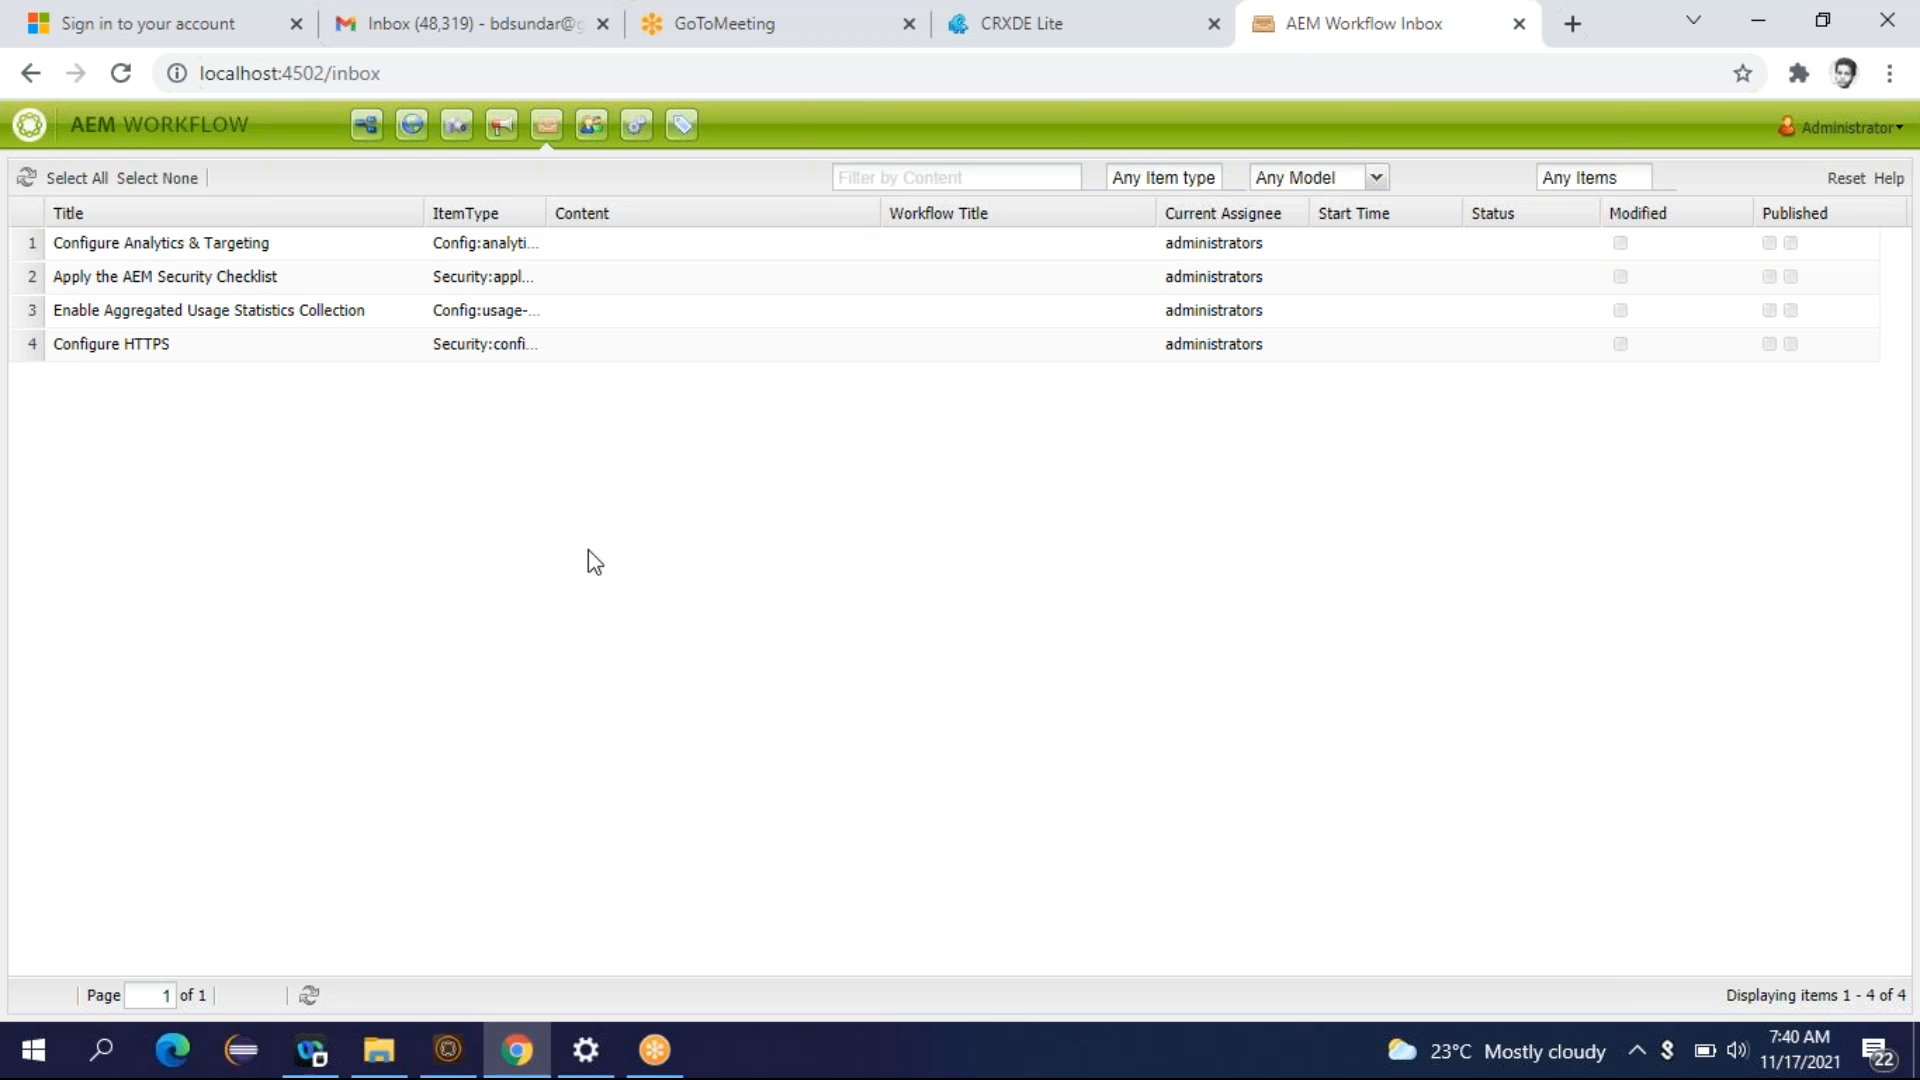 Sign in to your account
Inbox (48,319) - bdsundar@g
GoToMeeting
CRXDE Lite
AEM Workflow Inbox
localhost:4502/inbox
AEM WORKFLOW
Administrator
Select All Select None
Filter by Content
Any Item type
Any Model
Any Items
Reset Help
Title ItemType Content Workflow Title Current Assignee Start Time Status Modified Published
1 Configure Analytics & Targeting Config:analyti... administrators
2 Apply the AEM Security Checklist Security:appl... administrators
3 Enable Aggregated Usage Statistics Collection Config:usage-... administrators
4 Configure HTTPS Security:confi... administrators
Page 1 of 1
Displaying items 1 - 4 of 4
23°C Mostly cloudy
7:40 AM
11/17/2021
22